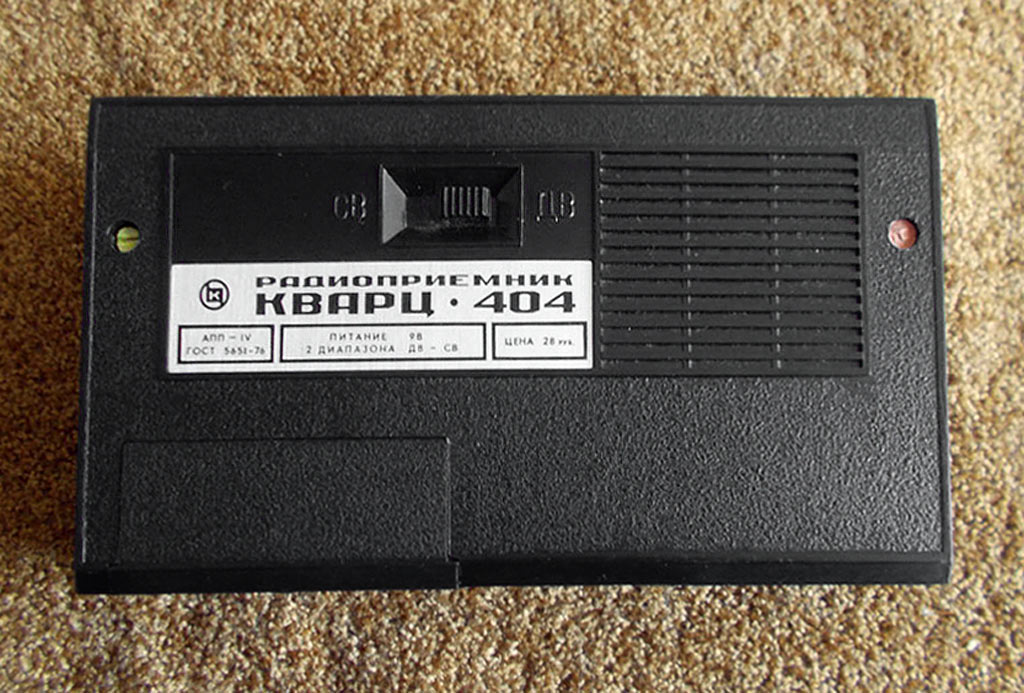 СВ ДВ
РАДИОПРИЕМНИК
КВАРЦ · 404
АПП – IV
ГОСТ 5651-76
ПИТАНИЕ 9В
2 ДИАПАЗОНА ДВ – СВ
ЦЕНА 28 РУБ.